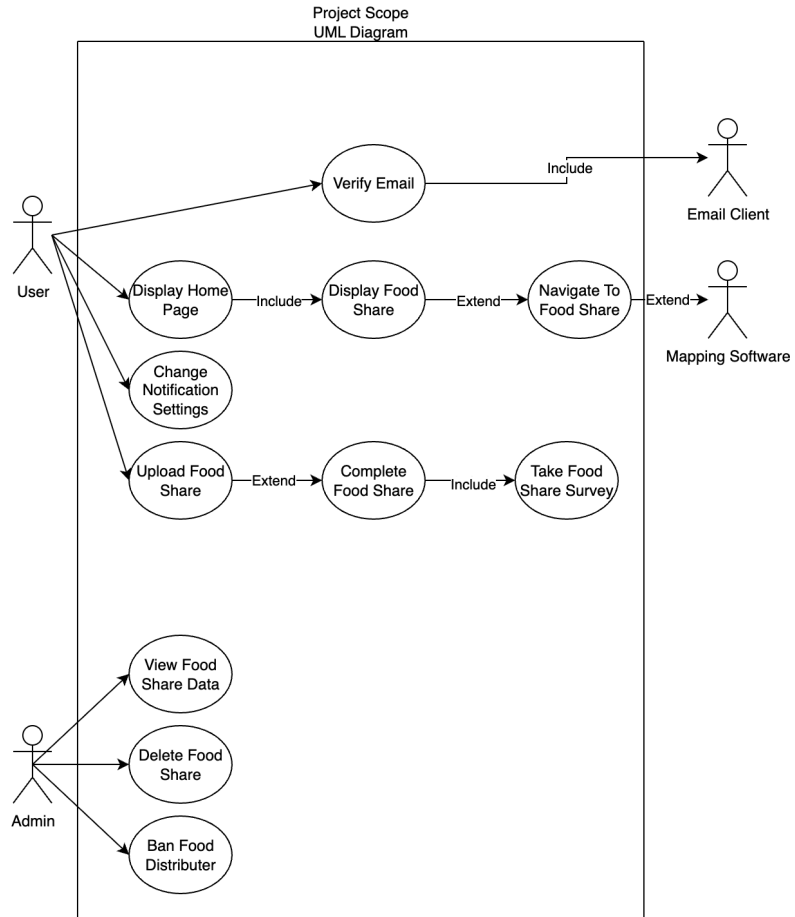 Project Scope
UML Diagram
Verify Email
Include
Email Client
User
Display Home
Page
Include
Display Food
Share
Extend
Navigate To
Food Share
Extend
Mapping Software
Change
Notification
Settings
Upload Food
Share
Extend
Complete
Food Share
Include
Take Food
Share Survey
View Food
Share Data
Admin
Delete Food
Share
Ban Food
Distributer